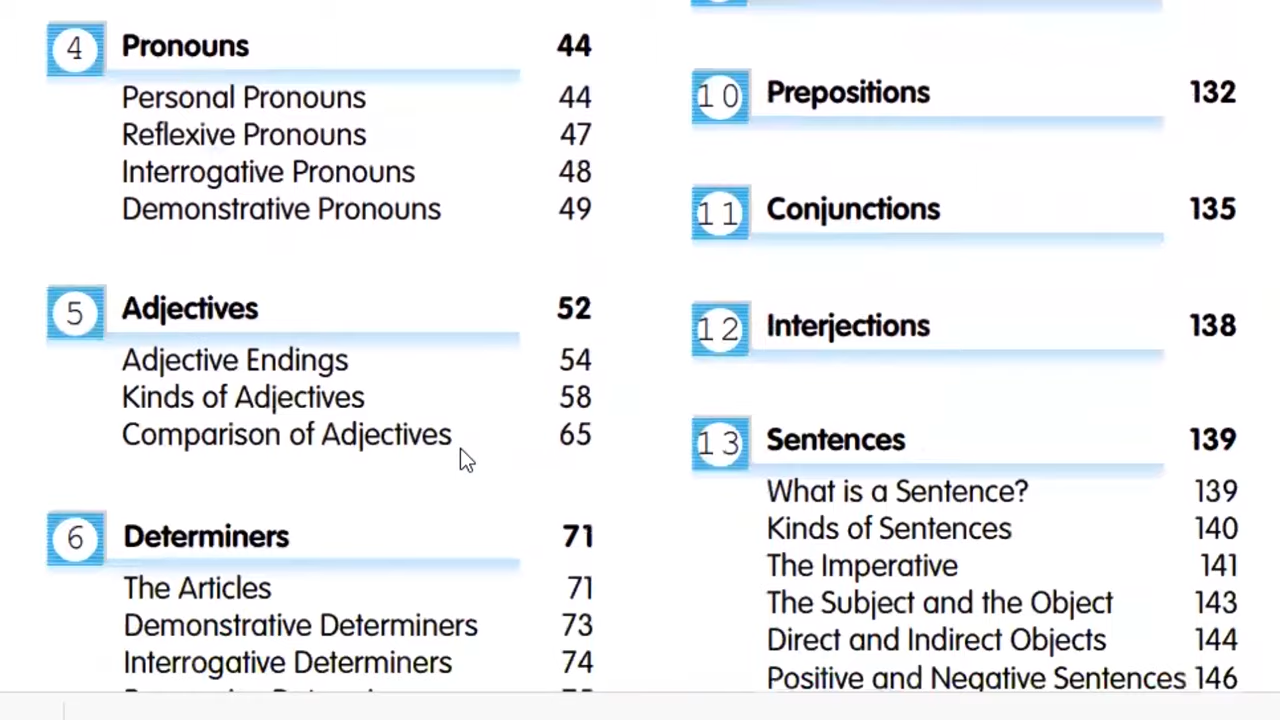 4 Pronouns 44
Personal Pronouns 44
Reflexive Pronouns 47
Interrogative Pronouns 48
Demonstrative Pronouns 49
5 Adjectives 52
Adjective Endings 54
Kinds of Adjectives 58
Comparison of Adjectives 65
6 Determiners 71
The Articles 71
Demonstrative Determiners 73
Interrogative Determiners 74
10 Prepositions 132
11 Conjunctions 135
12 Interjections 138
13 Sentences 139
What is a Sentence? 139
Kinds of Sentences 140
The Imperative 141
The Subject and the Object 143
Direct and Indirect Objects 144
Positive and Negative Sentences 146